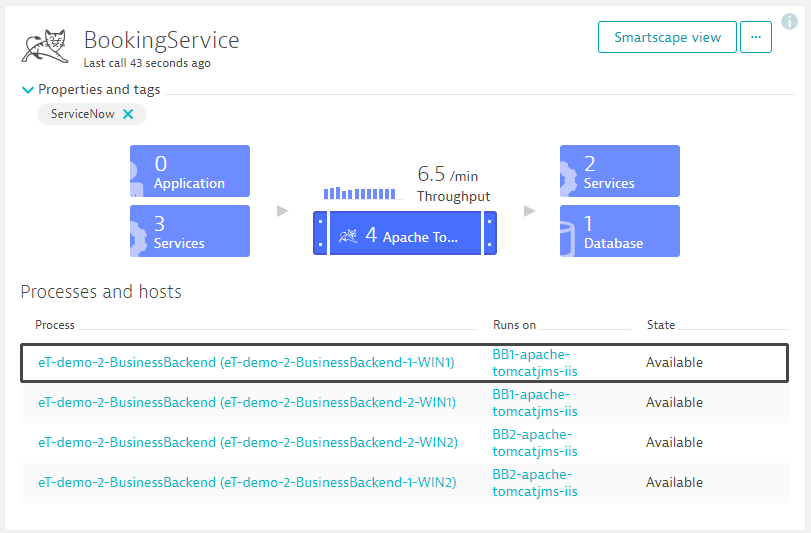 BookingService
Last call 43 seconds ago
Smartscape view
...
i
Properties and tags
ServiceNow
0
Application
3
Services
6.5 /min
Throughput
4 Apache To...
2
Services
1
Database
Processes and hosts
Process Runs on State
eT-demo-2-BusinessBackend (eT-demo-2-BusinessBackend-1-WIN1) BB1-apache-
tomcatjms-iis Available
eT-demo-2-BusinessBackend (eT-demo-2-BusinessBackend-2-WIN1) BB1-apache-
tomcatjms-iis Available
eT-demo-2-BusinessBackend (eT-demo-2-BusinessBackend-2-WIN2) BB2-apache-
tomcatjms-iis Available
eT-demo-2-BusinessBackend (eT-demo-2-BusinessBackend-1-WIN2) BB2-apache-
tomcatjms-iis Available